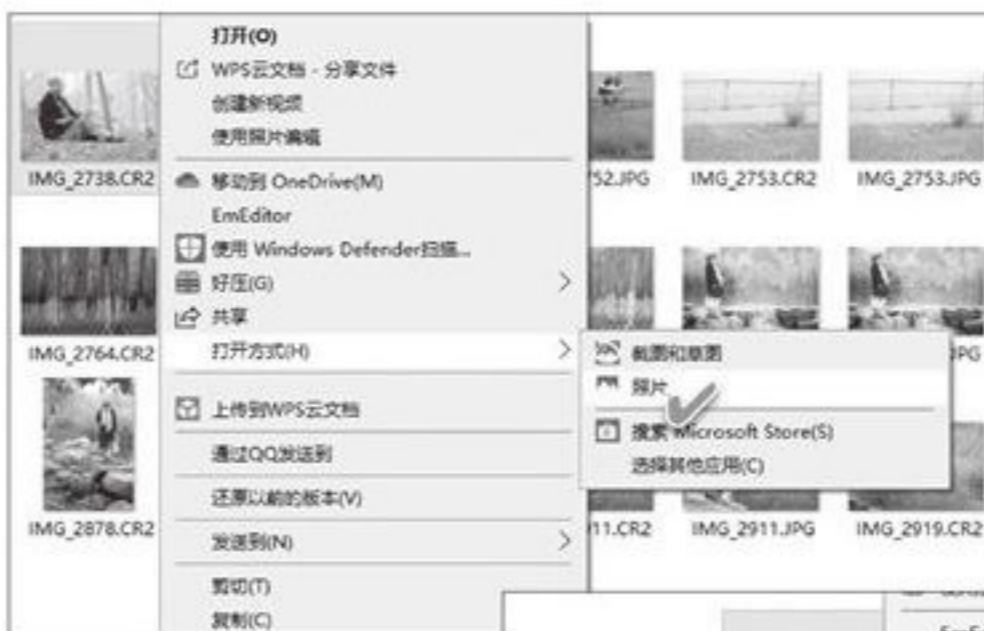 打开(O)
WPS云文档 - 分享文件
创建新视频
使用照片编辑
移动到 OneDrive(M)
EmEditor
使用 Windows Defender扫描...
好压(G)
共享
打开方式(H)
上传到WPS云文档
通过QQ发送到
还原以前的版本(V)
发送到(N)
剪切(T)
复制(C)
截图和草图
照片
搜索 Microsoft Store(S)
选择其他应用(C)
IMG_2738.CR2
52.JPG
IMG_2753.CR2
IMG_2753.JPG
IMG_2764.CR2
JPG
IMG_2878.CR2
11.CR2
IMG_2911.JPG
IMG_2919.CR2